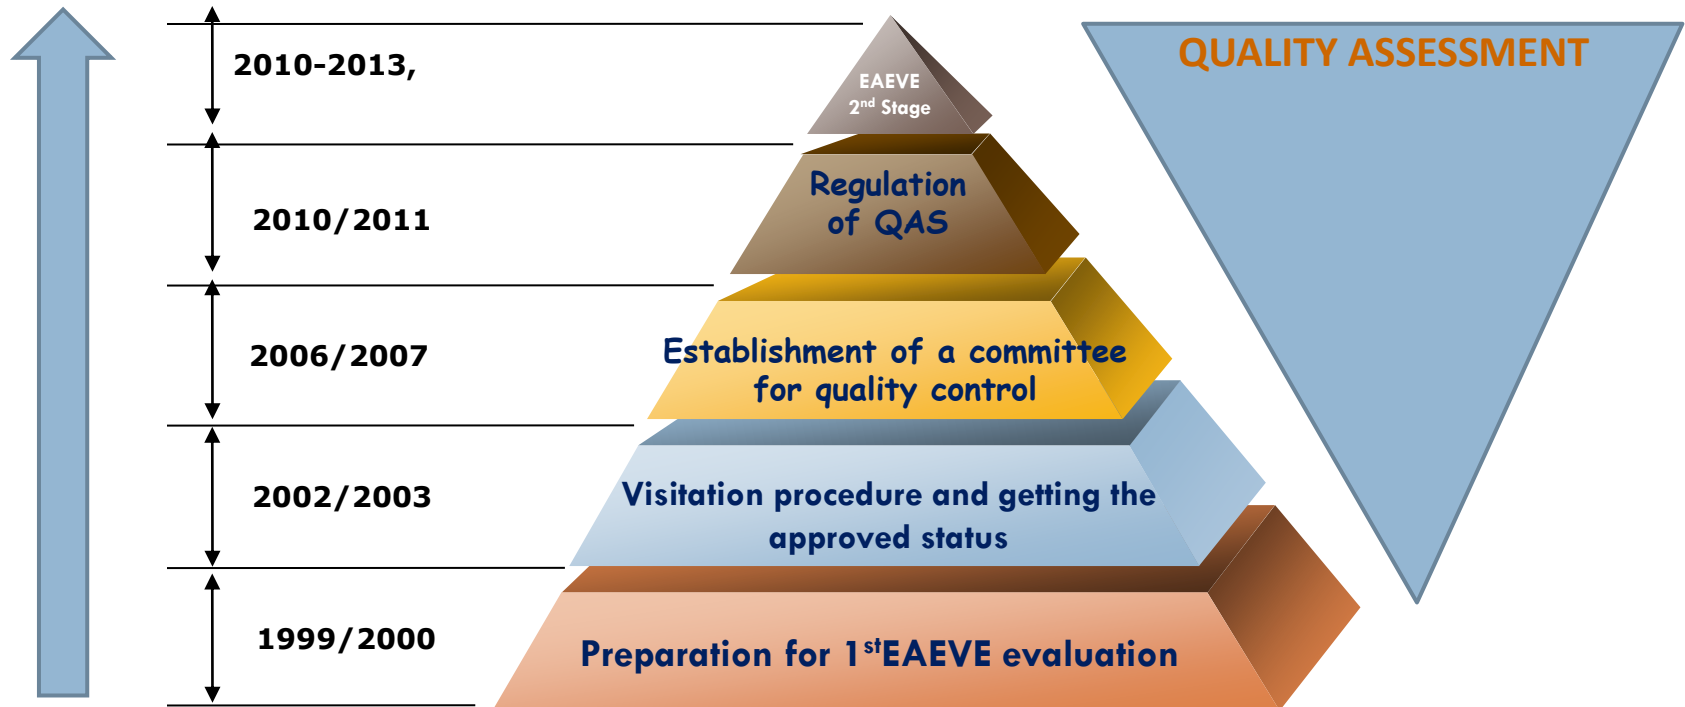 QUALITY ASSESSMENT
2010-2013,
EAEVE
2nd Stage
2010/2011
Regulation
of QAS
2006/2007
Establishment of a committee
for quality control
2002/2003
Visitation procedure and getting the
approved status
1999/2000
Preparation for 1stEAEVE evaluation